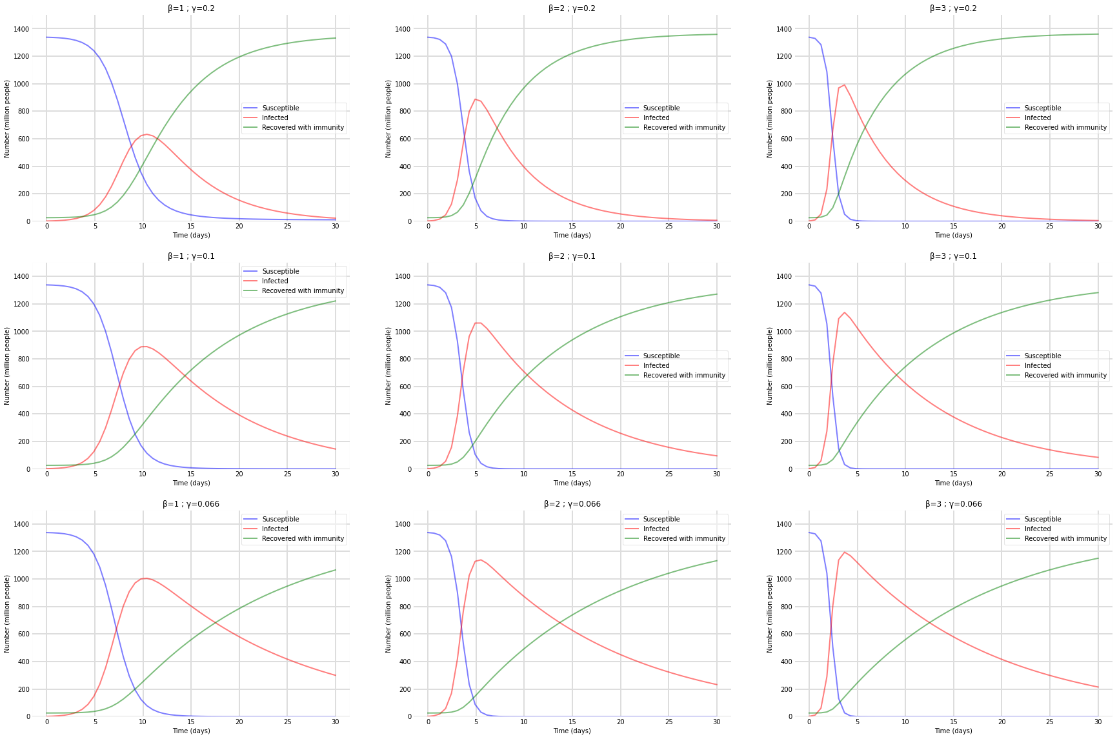 β=1 ; γ=0.2
1400
1200
1000
800
600
400
200
0
Number (million people)
Susceptible
Infected
Recovered with immunity
0 5 10 15 20 25 30
Time (days)
β=2 ; γ=0.2
1400
1200
1000
800
600
400
200
0
Number (million people)
Susceptible
Infected
Recovered with immunity
0 5 10 15 20 25 30
Time (days)
β=3 ; γ=0.2
1400
1200
1000
800
600
400
200
0
Number (million people)
Susceptible
Infected
Recovered with immunity
0 5 10 15 20 25 30
Time (days)
β=1 ; γ=0.1
1400
1200
1000
800
600
400
200
0
Number (million people)
Susceptible
Infected
Recovered with immunity
0 5 10 15 20 25 30
Time (days)
β=2 ; γ=0.1
1400
1200
1000
800
600
400
200
0
Number (million people)
Susceptible
Infected
Recovered with immunity
0 5 10 15 20 25 30
Time (days)
β=3 ; γ=0.1
1400
1200
1000
800
600
400
200
0
Number (million people)
Susceptible
Infected
Recovered with immunity
0 5 10 15 20 25 30
Time (days)
β=1 ; γ=0.066
1400
1200
1000
800
600
400
200
0
Number (million people)
Susceptible
Infected
Recovered with immunity
0 5 10 15 20 25 30
Time (days)
β=2 ; γ=0.066
1400
1200
1000
800
600
400
200
0
Number (million people)
Susceptible
Infected
Recovered with immunity
0 5 10 15 20 25 30
Time (days)
β=3 ; γ=0.066
1400
1200
1000
800
600
400
200
0
Number (million people)
Susceptible
Infected
Recovered with immunity
0 5 10 15 20 25 30
Time (days)